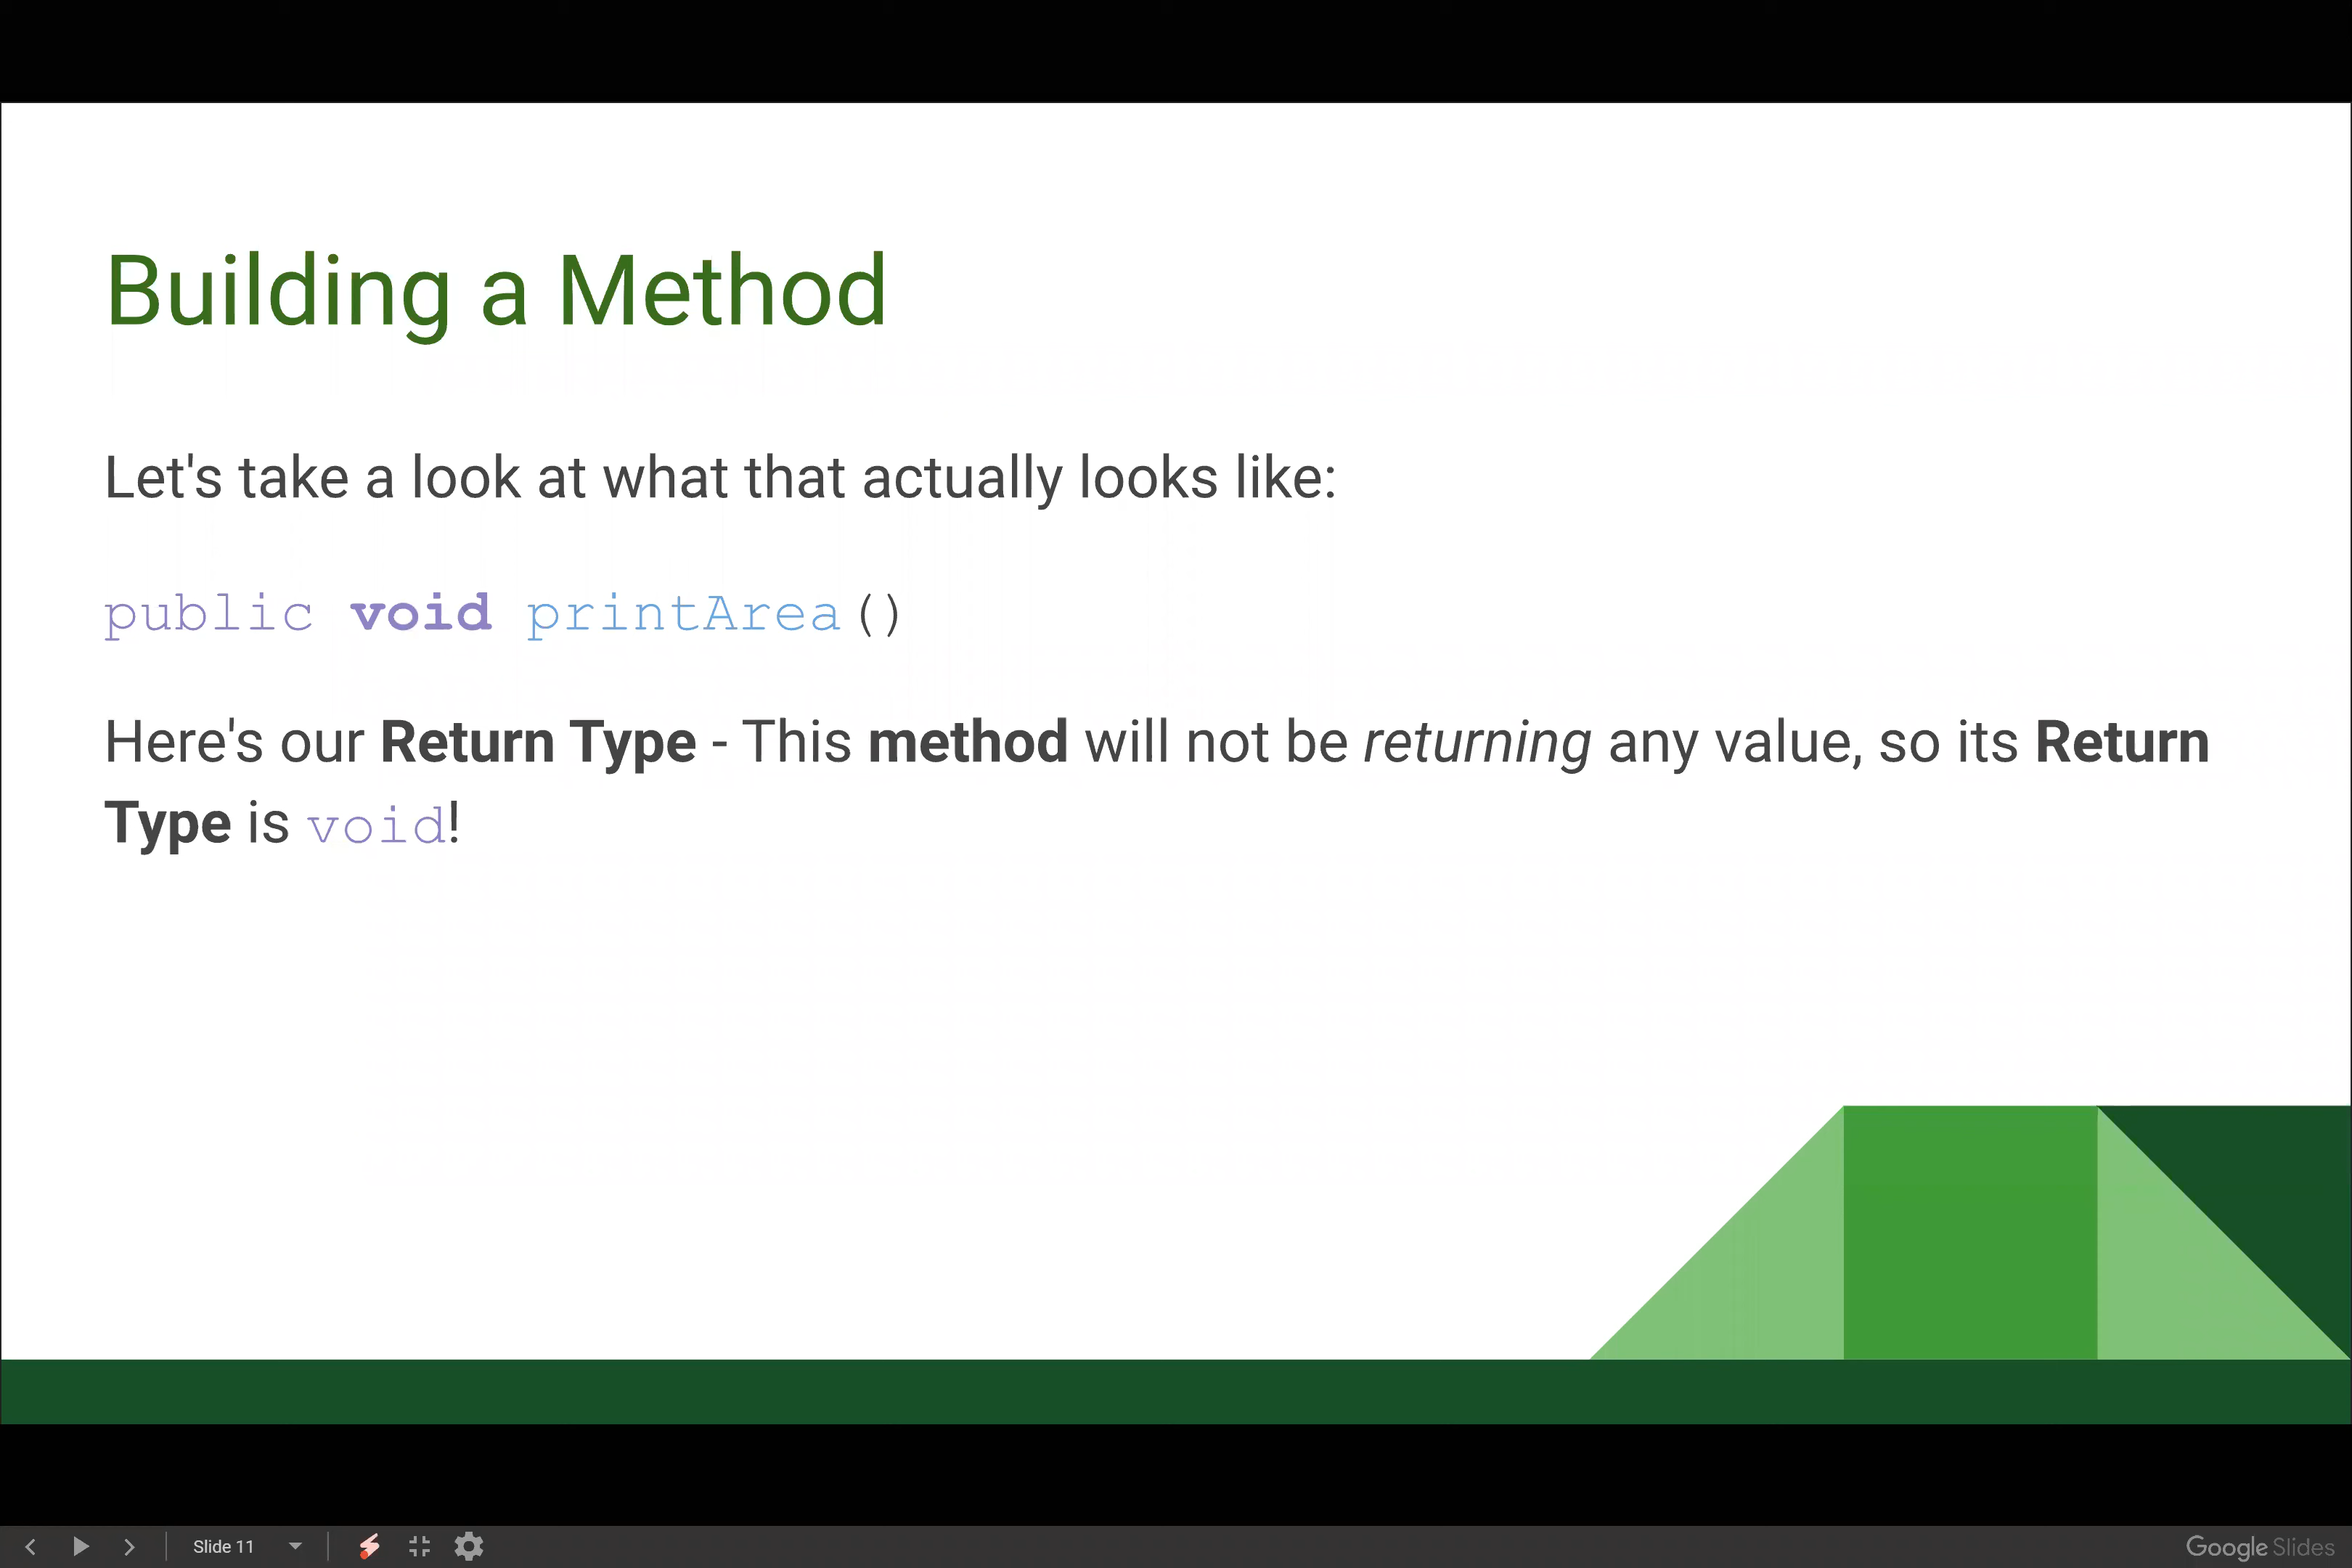 Building a Method
Let's take a look at what that actually looks like:
public void printArea()
Here's our Return Type - This method will not be returning any value, so its Return
Type is void!
Slide 11
Google Slides